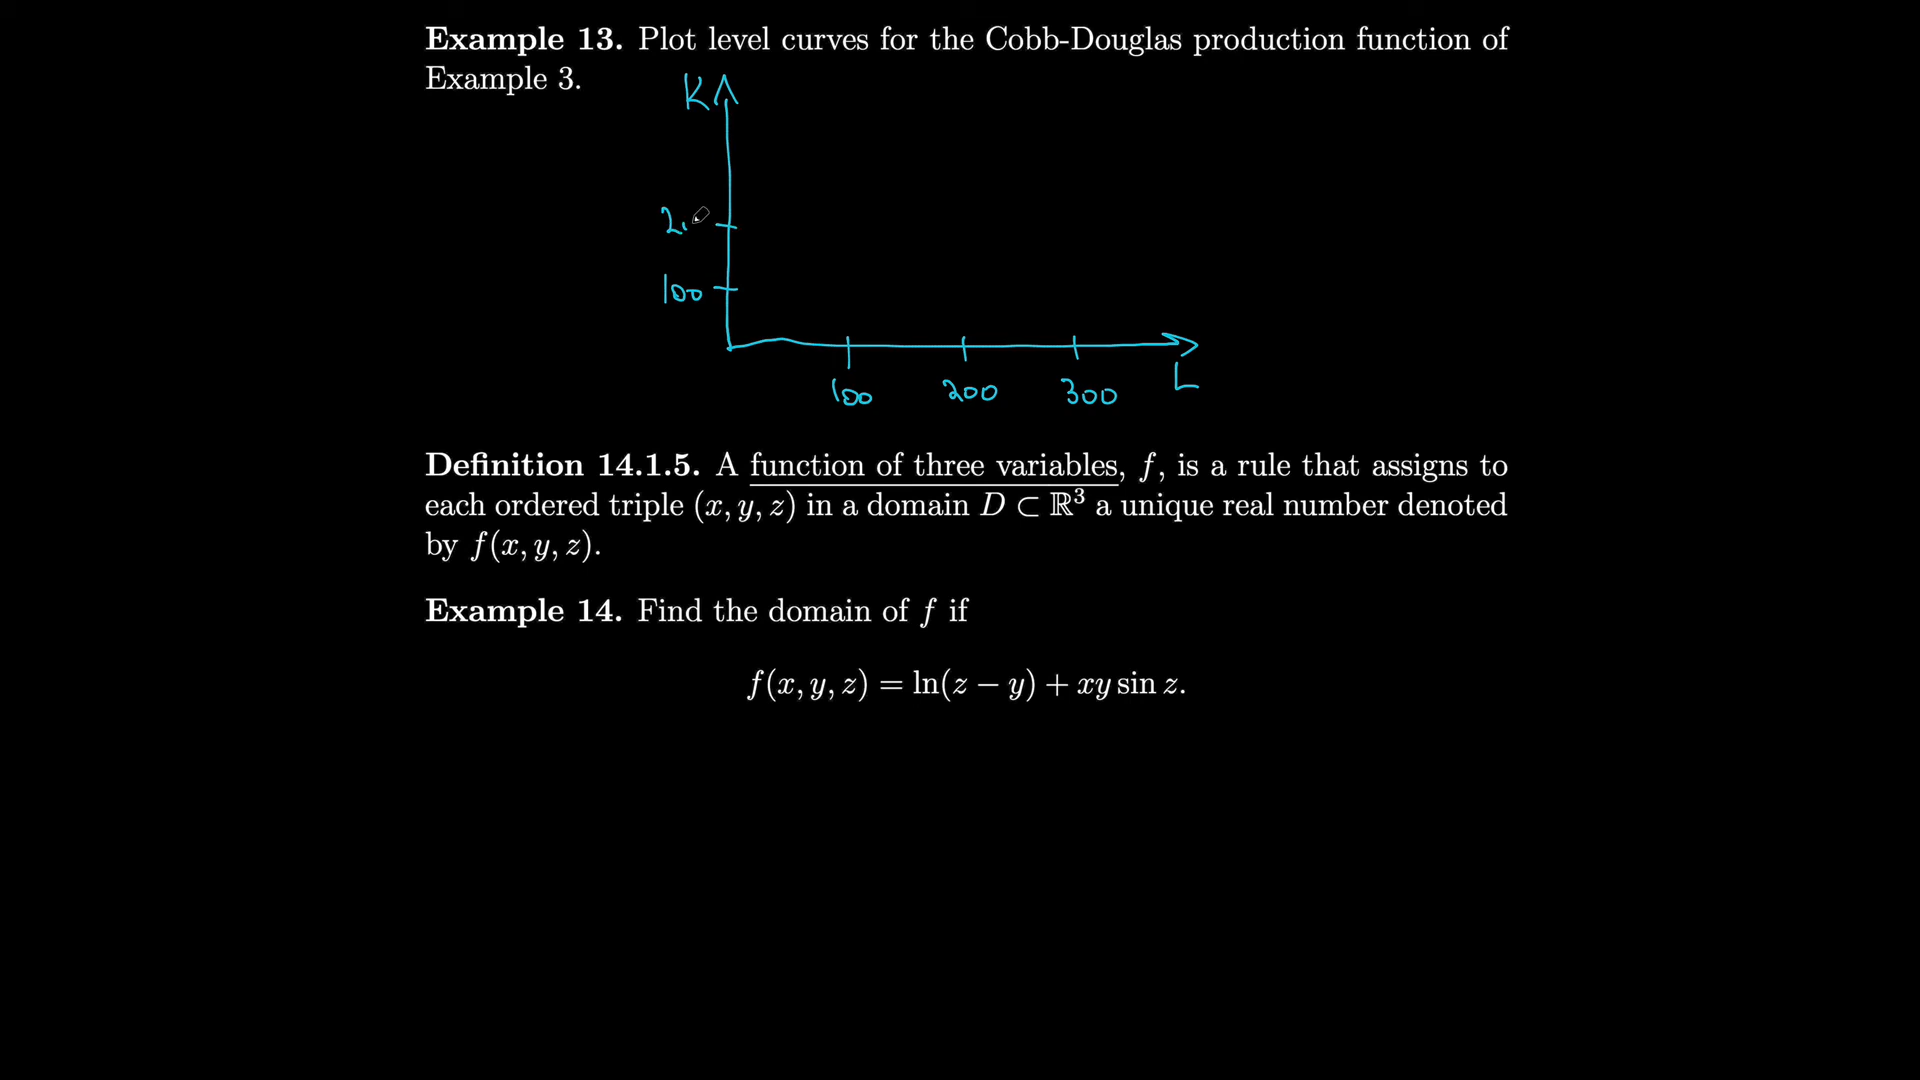 Example 13. Plot level curves for the Cobb-Douglas production function of
Example 3.
K
100
100 200 300 L
Definition 14.1.5. A function of three variables, f, is a rule that assigns to
each ordered triple (x, y, z) in a domain D ⊂ ℝ³ a unique real number denoted
by f(x, y, z).
Example 14. Find the domain of f if
f(x, y, z) = ln(z − y) + xy sin z.